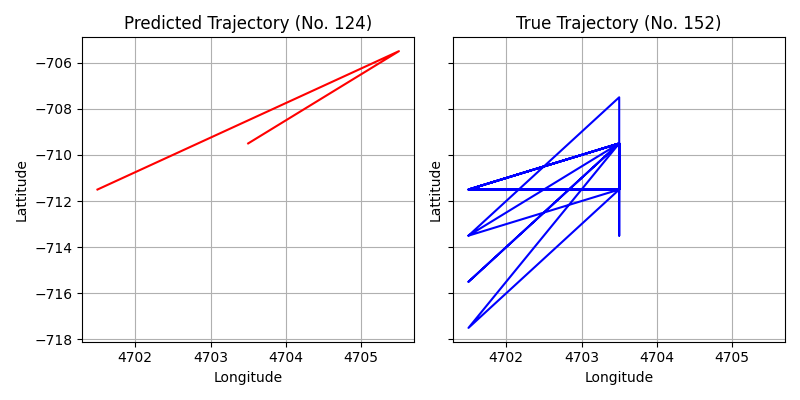 Predicted Trajectory (No. 124)
True Trajectory (No. 152)
Lattitude
−706
−708
−710
−712
−714
−716
−718
4702
4703
4704
4705
Longitude
Lattitude
4702
4703
4704
4705
Longitude